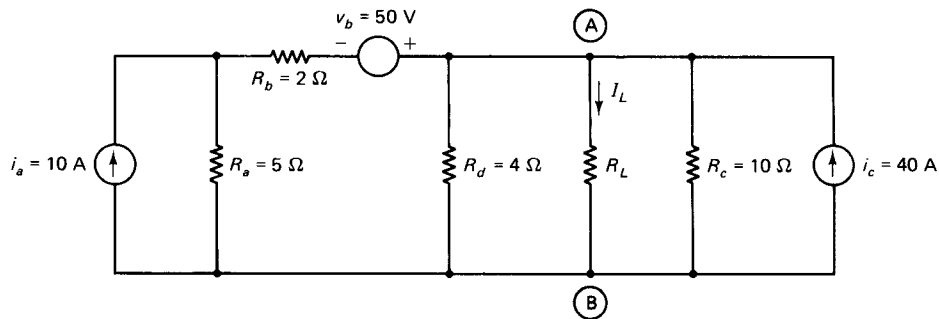 v_b = 50 V
A
− +
R_b = 2 Ω
I_L
i_a = 10 A
R_a = 5 Ω
R_d = 4 Ω
R_L
R_c = 10 Ω
i_c = 40 A
B